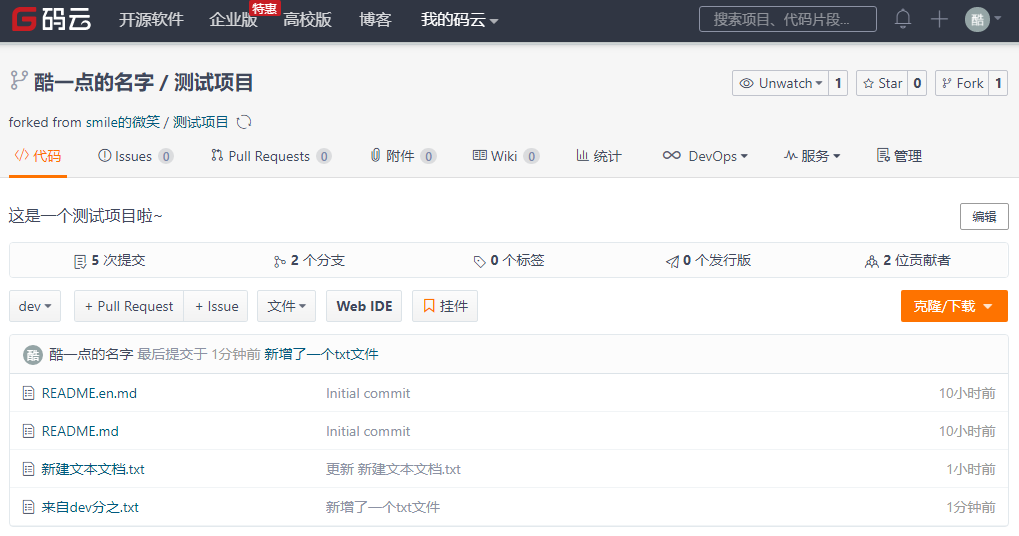 G码云 开源软件 企业版 特惠 高校版 博客 我的码云 搜索项目、代码片段... 酷
酷一点的名字 / 测试项目 Unwatch 1 Star 0 Fork 1
forked from smile的微笑 / 测试项目
</> 代码 Issues 0 Pull Requests 0 附件 0 Wiki 0 统计 DevOps 服务 管理
这是一个测试项目啦~ 编辑
5 次提交 2 个分支 0 个标签 0 个发行版 2 位贡献者
dev + Pull Request + Issue 文件 Web IDE 挂件 克隆/下载
酷 酷一点的名字 最后提交于 1分钟前 新增了一个txt文件
README.en.md Initial commit 10小时前
README.md Initial commit 10小时前
新建文本文档.txt 更新 新建文本文档.txt 1小时前
来自dev分之.txt 新增了一个txt文件 1分钟前